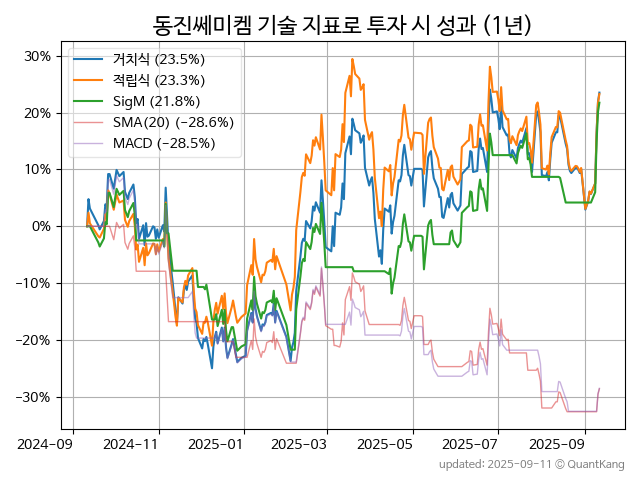 동진쎄미켐 기술 지표로 투자 시 성과 (1년)
거치식 (23.5%)
적립식 (23.3%)
SigM (21.8%)
SMA(20) (−28.6%)
MACD (−28.5%)
30%
20%
10%
0%
−10%
−20%
−30%
2024-09
2024-11
2025-01
2025-03
2025-05
2025-07
2025-09
updated: 2025-09-11 © QuantKang